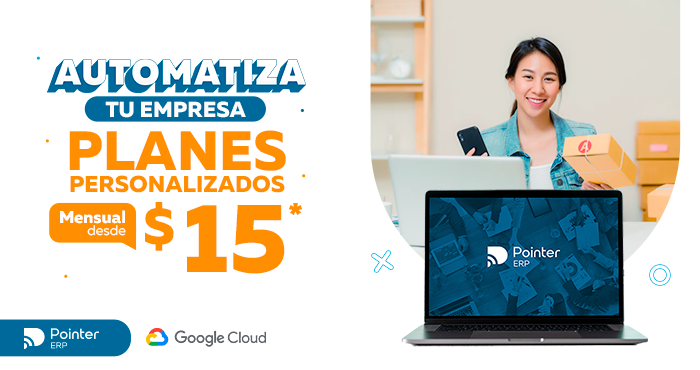 AUTOMATIZA
TU EMPRESA
PLANES
PERSONALIZADOS
Mensual
desde
$15*
Pointer
ERP
Pointer
ERP
Google Cloud